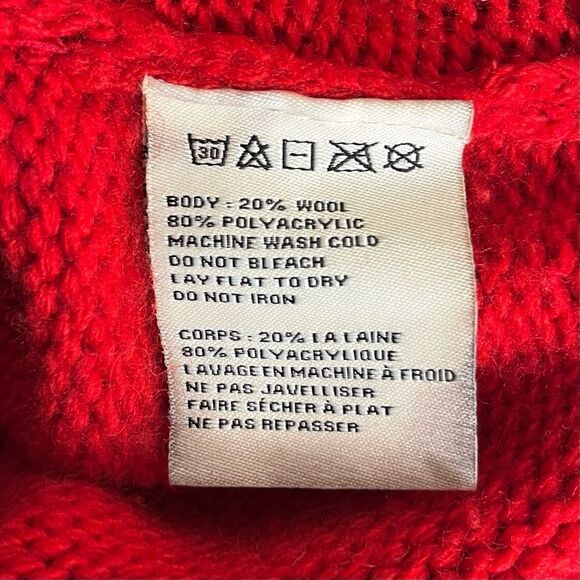 30
BODY : 20% WOOL
80% POLYACRYLIC
MACHINE WASH COLD
DO NOT BLEACH
LAY FLAT TO DRY
DO NOT IRON
CORPS : 20% LA LAINE
80% POLYACRYLIQUE
LAVAGE EN MACHINE À FROID
NE PAS JAVELLISER
FAIRE SÉCHER À PLAT
NE PAS REPASSER